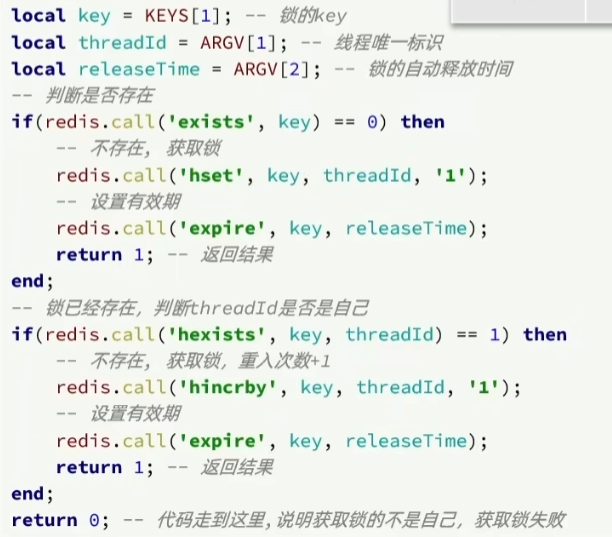 local key = KEYS[1]; -- 锁的key
local threadId = ARGV[1]; -- 线程唯一标识
local releaseTime = ARGV[2]; -- 锁的自动释放时间
-- 判断是否存在
if(redis.call('exists', key) == 0) then
    -- 不存在, 获取锁
    redis.call('hset', key, threadId, '1');
    -- 设置有效期
    redis.call('expire', key, releaseTime);
    return 1; -- 返回结果
end;
-- 锁已经存在，判断threadId是否是自己
if(redis.call('hexists', key, threadId) == 1) then
    -- 不存在, 获取锁，重入次数+1
    redis.call('hincrby', key, threadId, '1');
    -- 设置有效期
    redis.call('expire', key, releaseTime);
    return 1; -- 返回结果
end;
return 0; -- 代码走到这里,说明获取锁的不是自己，获取锁失败